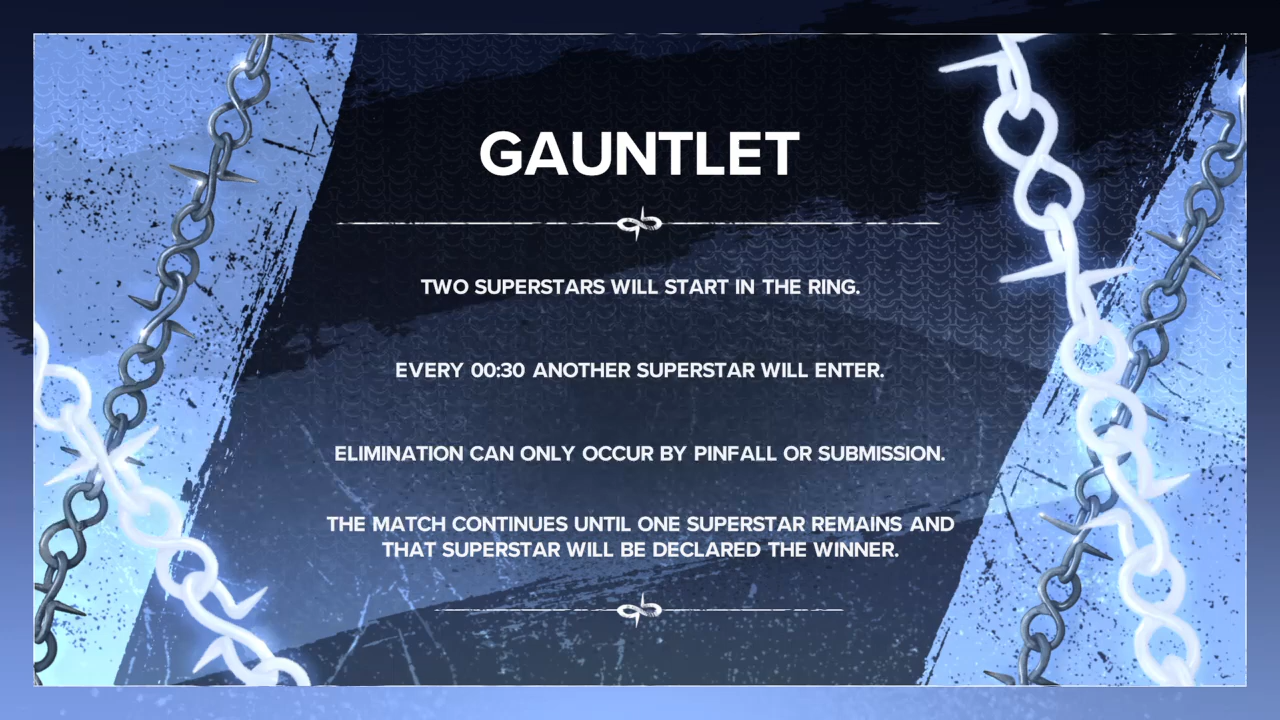 GAUNTLET
TWO SUPERSTARS WILL START IN THE RING.
EVERY 00:30 ANOTHER SUPERSTAR WILL ENTER.
ELIMINATION CAN ONLY OCCUR BY PINFALL OR SUBMISSION.
THE MATCH CONTINUES UNTIL ONE SUPERSTAR REMAINS AND
THAT SUPERSTAR WILL BE DECLARED THE WINNER.